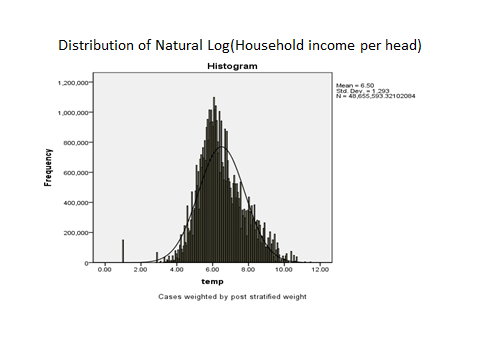 Distribution of Natural Log(Household income per head)
Histogram
Mean = 6.50
Std. Dev. = 1.293
N = 48,655,593.32102084
1,200,000
1,000,000
800,000
600,000
400,000
200,000
0
Frequency
0.00 2.00 4.00 6.00 8.00 10.00 12.00
temp
Cases weighted by post stratified weight